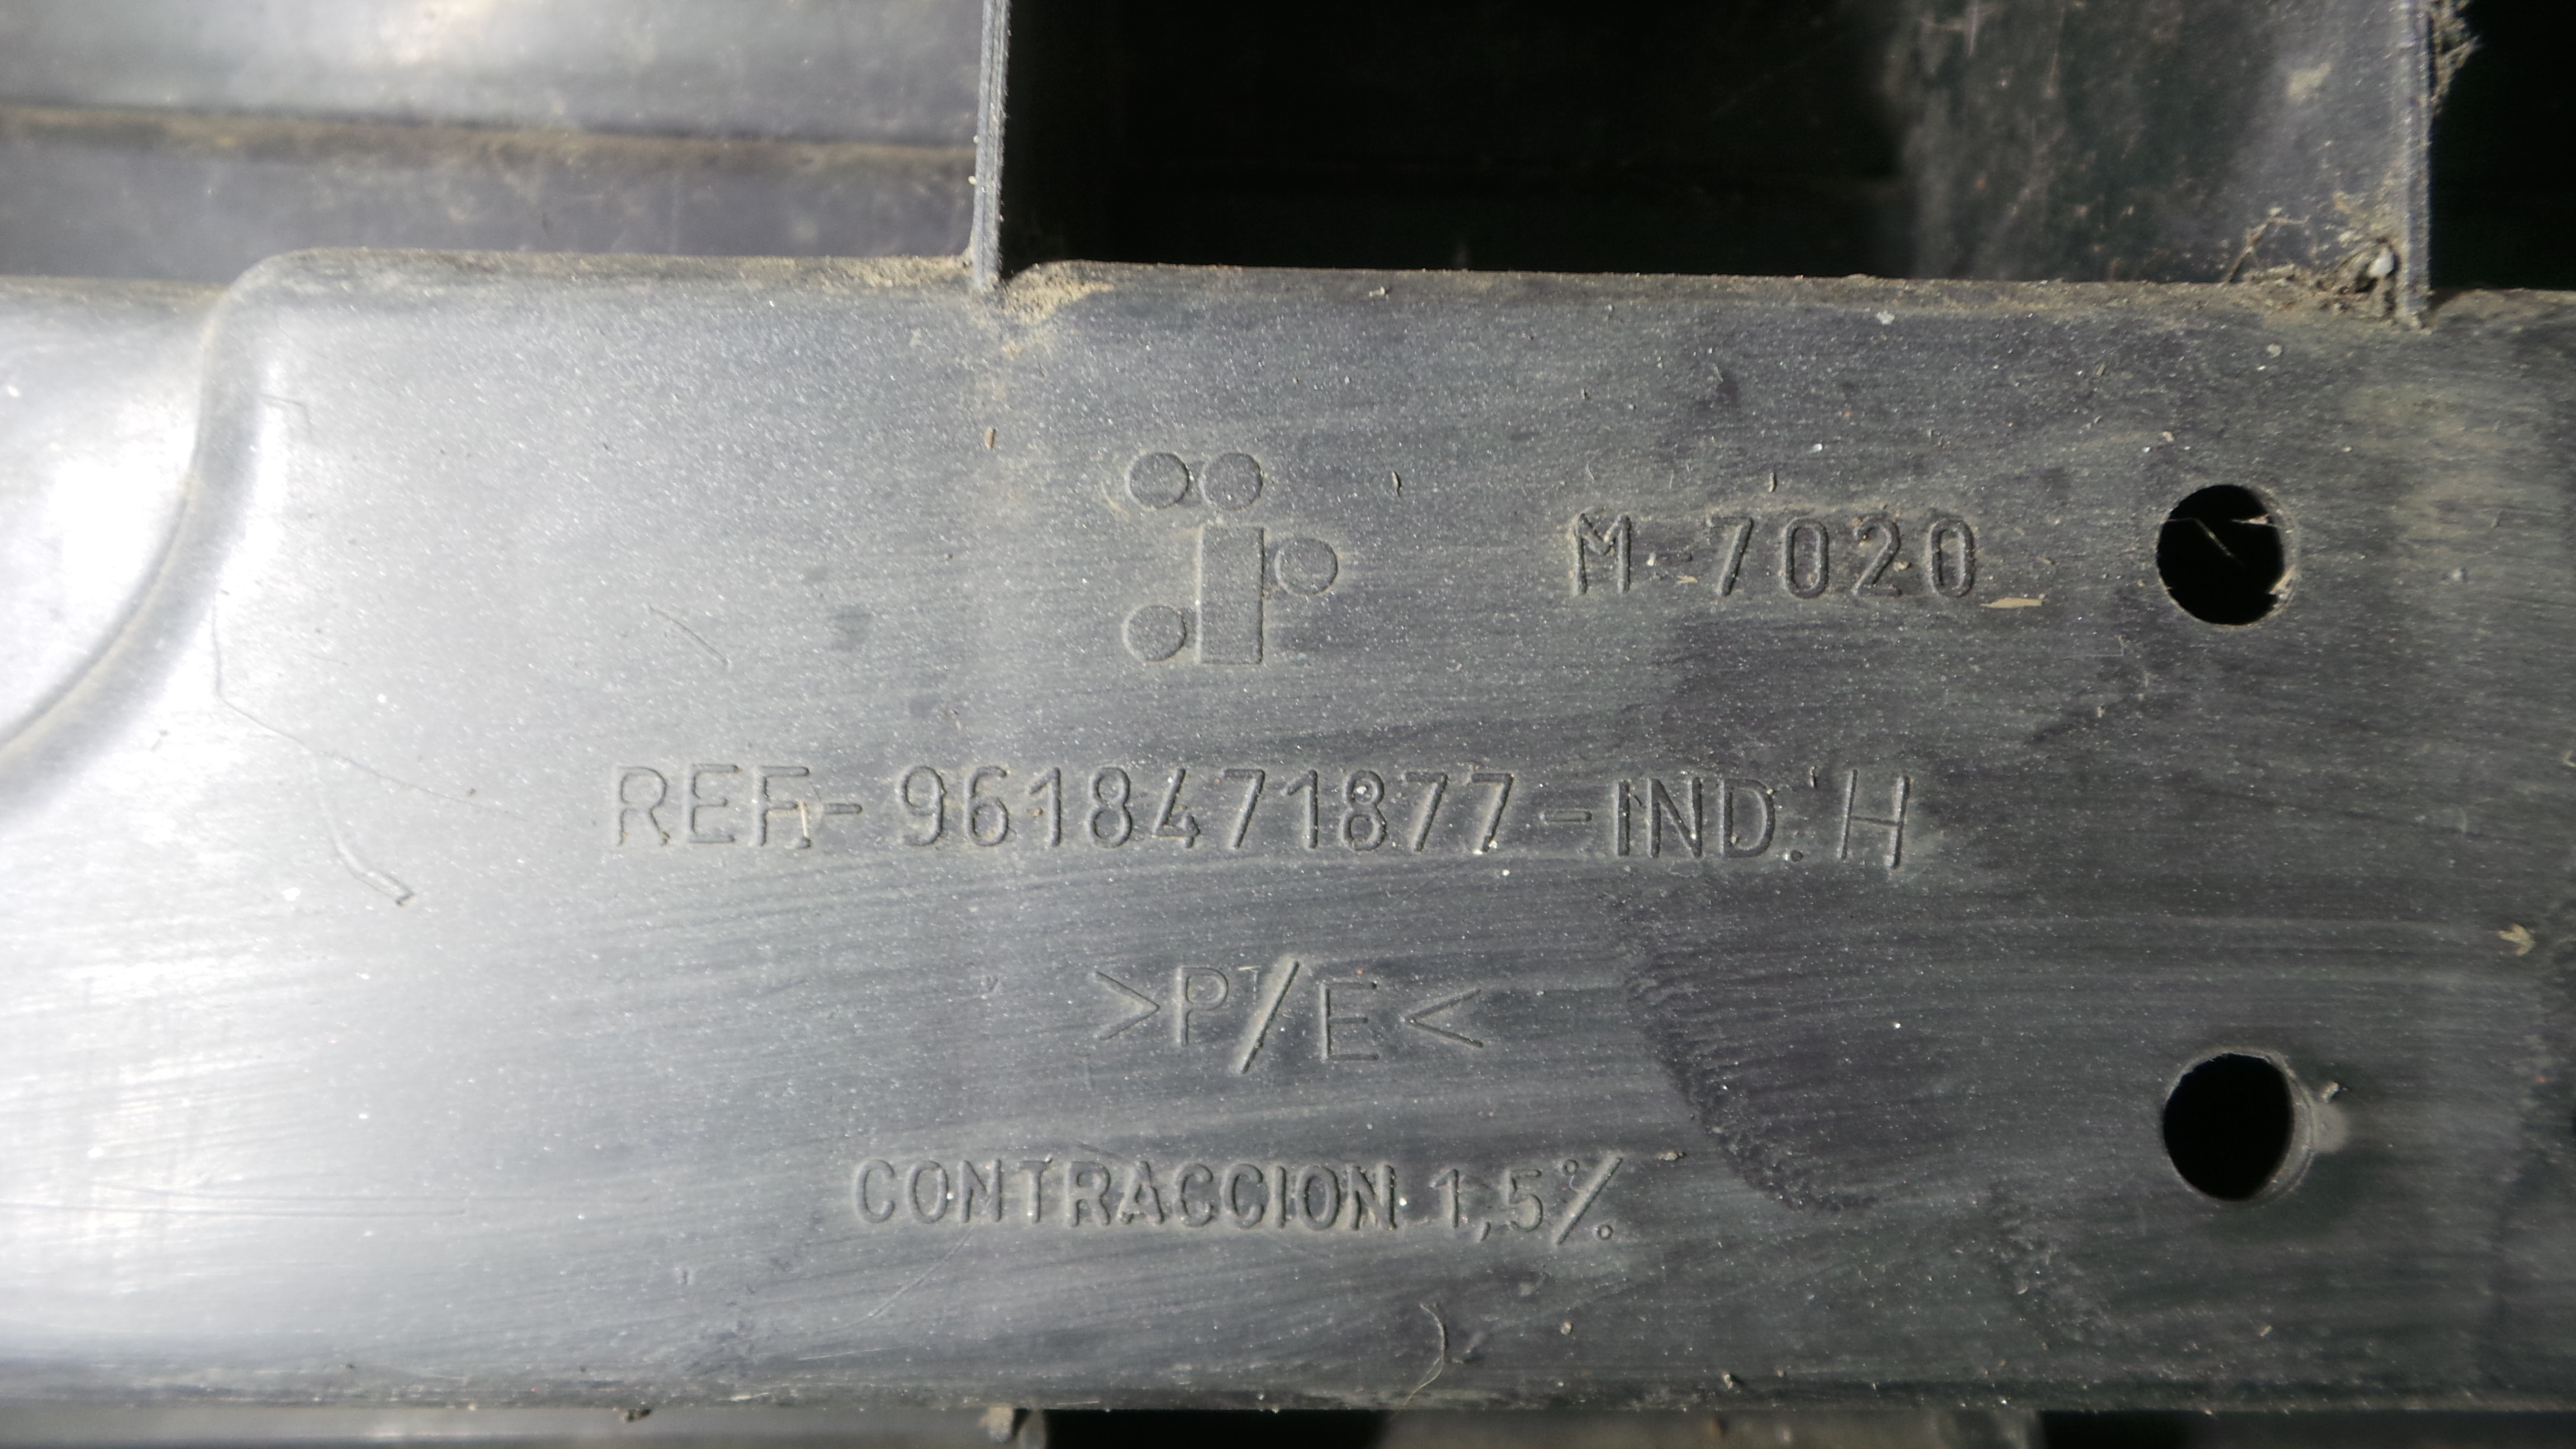 M-7020
REF.- 9618471877-IND. H
>P/E<
CONTRACCION 1,5%